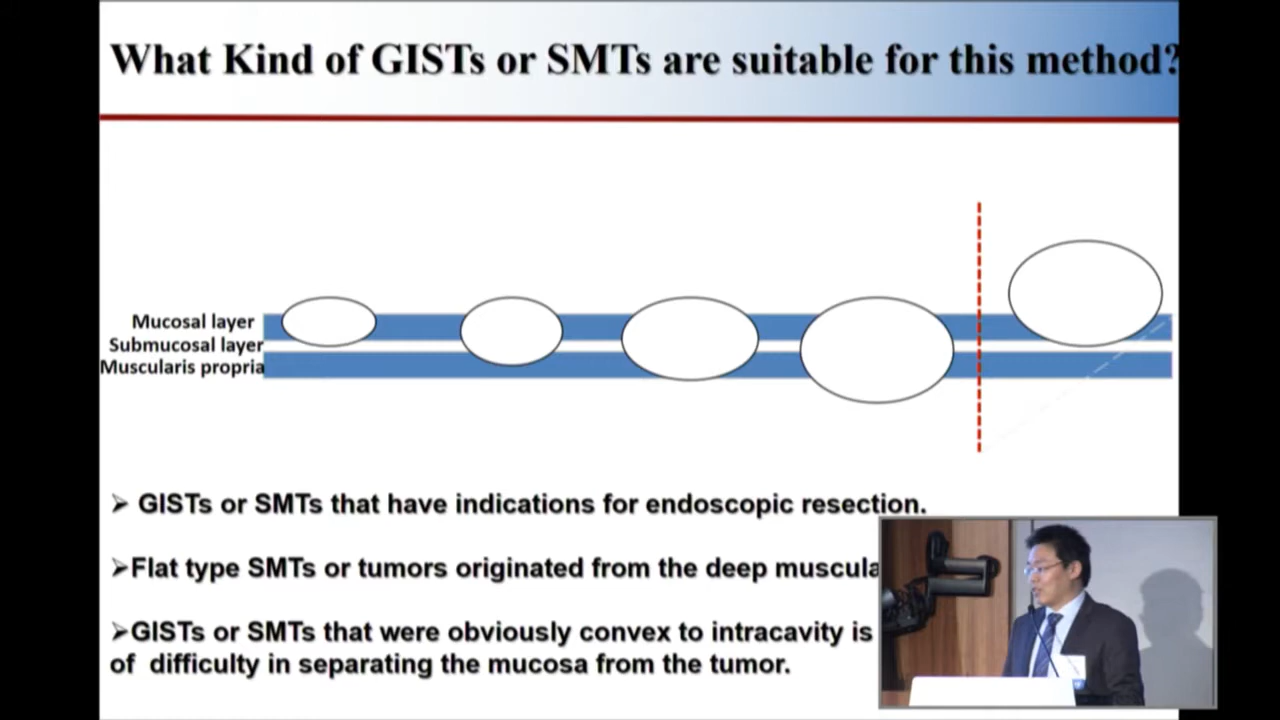 What Kind of GISTs or SMTs are suitable for this method?
Mucosal layer
Submucosal layer
Muscularis propria
➢ GISTs or SMTs that have indications for endoscopic resection.
➢Flat type SMTs or tumors originated from the deep muscula
➢GISTs or SMTs that were obviously convex to intracavity is
of difficulty in separating the mucosa from the tumor.